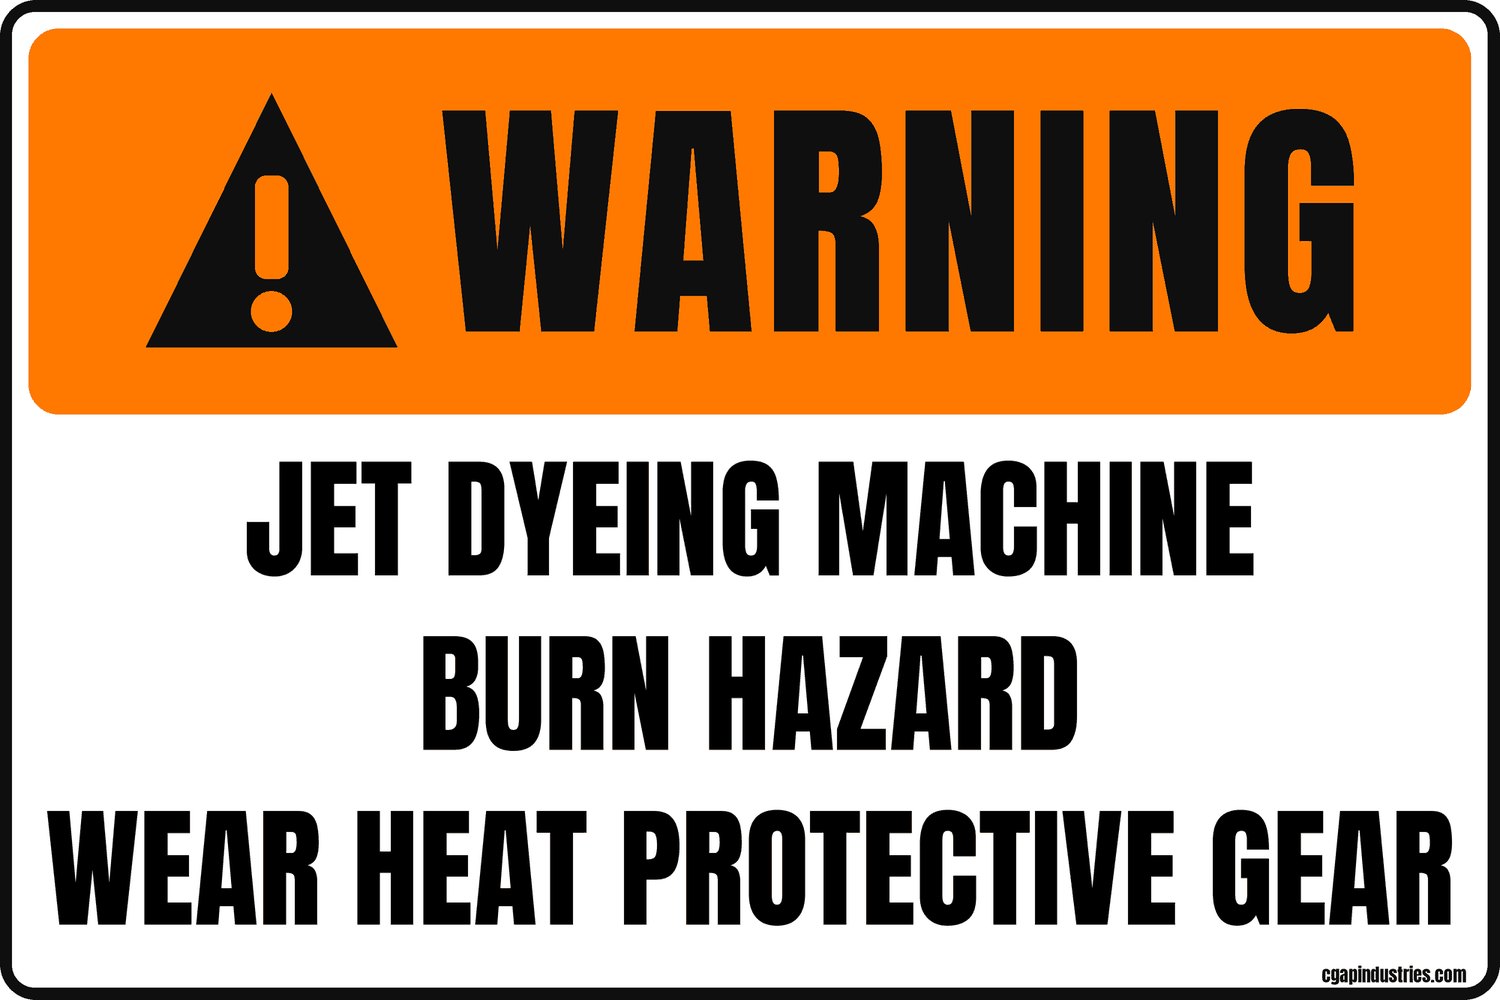 WARNING
JET DYEING MACHINE
BURN HAZARD
WEAR HEAT PROTECTIVE GEAR
cgapindustries.com